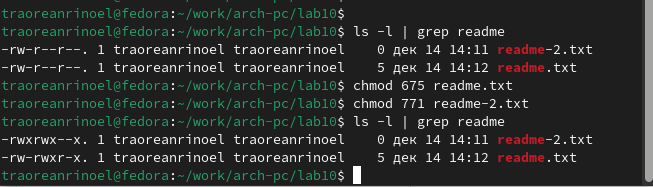 traoreanrinoel@fedora:~/work/arch-pc/lab10$
traoreanrinoel@fedora:~/work/arch-pc/lab10$ ls -l | grep readme
-rw-r--r--. 1 traoreanrinoel traoreanrinoel    0 дек 14 14:11 readme-2.txt
-rw-r--r--. 1 traoreanrinoel traoreanrinoel    5 дек 14 14:12 readme.txt
traoreanrinoel@fedora:~/work/arch-pc/lab10$ chmod 675 readme.txt
traoreanrinoel@fedora:~/work/arch-pc/lab10$ chmod 771 readme-2.txt
traoreanrinoel@fedora:~/work/arch-pc/lab10$ ls -l | grep readme
-rwxrwx--x. 1 traoreanrinoel traoreanrinoel    0 дек 14 14:11 readme-2.txt
-rw-rwxr-x. 1 traoreanrinoel traoreanrinoel    5 дек 14 14:12 readme.txt
traoreanrinoel@fedora:~/work/arch-pc/lab10$